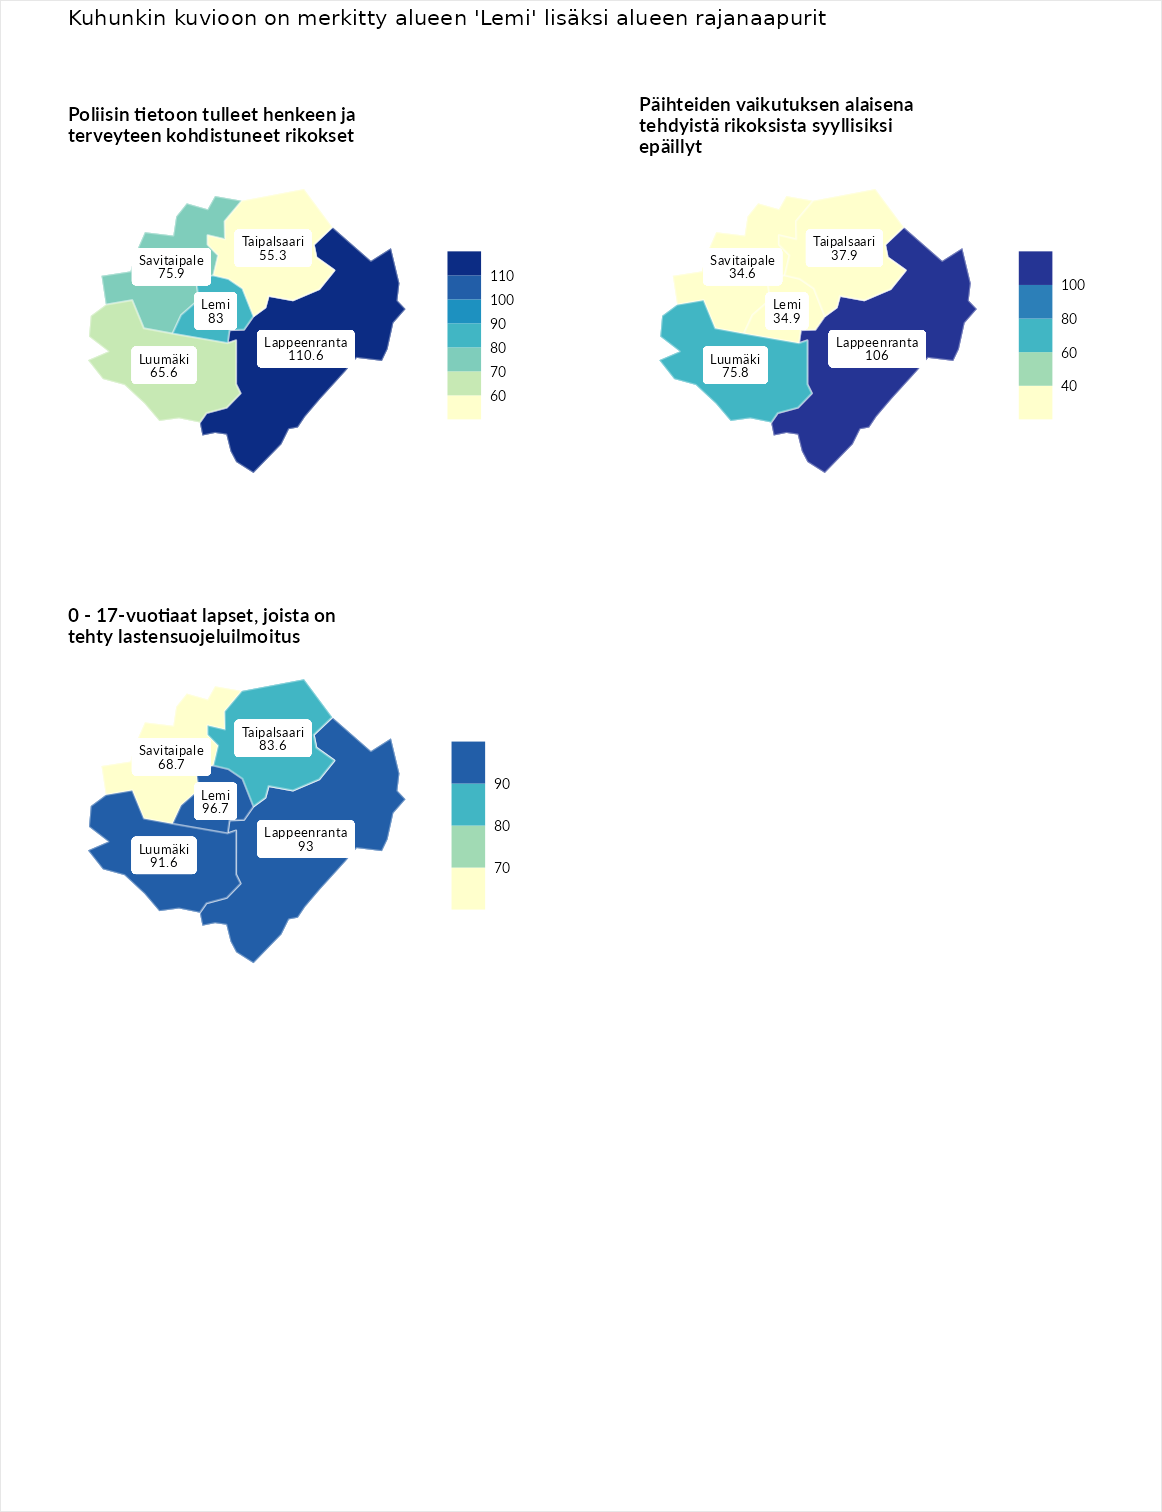 Kuhunkin kuvioon on merkitty alueen 'Lemi' lisäksi alueen rajanaapurit
Poliisin tietoon tulleet henkeen ja
terveyteen kohdistuneet rikokset
Taipalsaari
55.3
Savitaipale
75.9
Lemi
83
Lappeenranta
110.6
Luumäki
65.6
110
100
90
80
70
60
Päihteiden vaikutuksen alaisena
tehdyistä rikoksista syyllisiksi
epäillyt
Taipalsaari
37.9
Savitaipale
34.6
Lemi
34.9
Lappeenranta
106
Luumäki
75.8
100
80
60
40
0 - 17-vuotiaat lapset, joista on
tehty lastensuojeluilmoitus
Taipalsaari
83.6
Savitaipale
68.7
Lemi
96.7
Lappeenranta
93
Luumäki
91.6
90
80
70